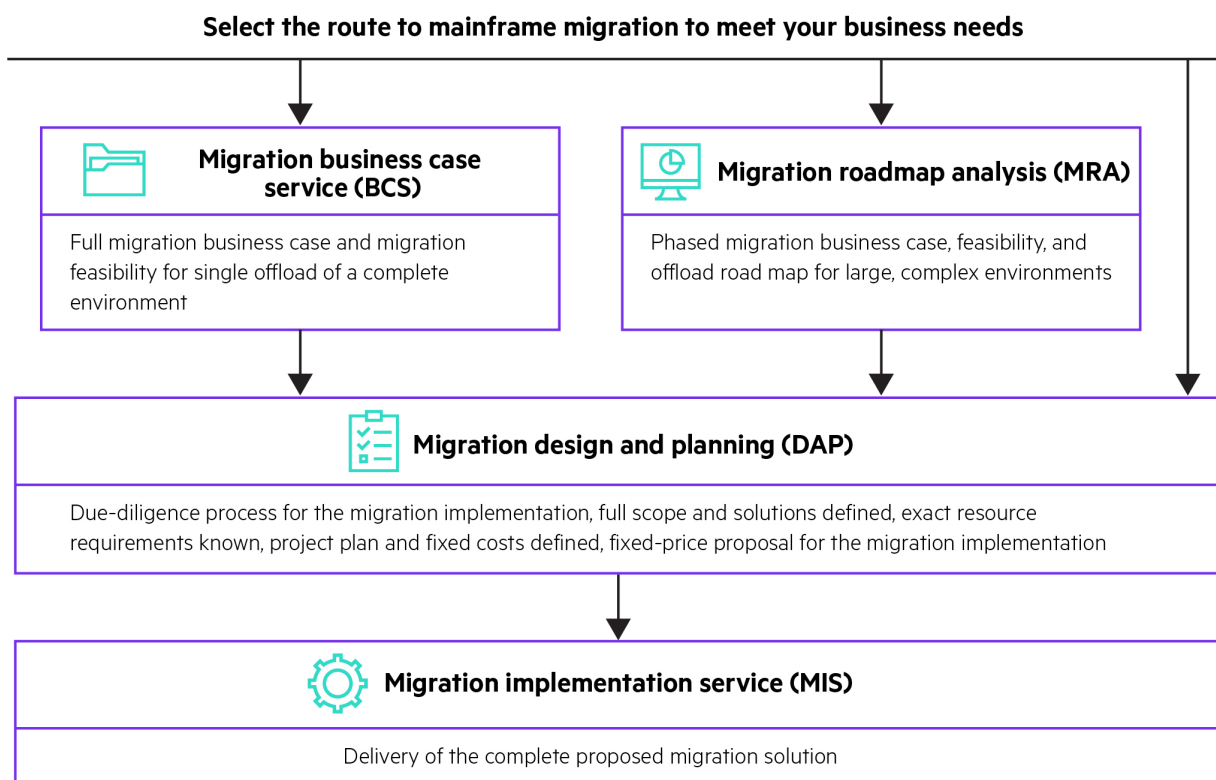 Select the route to mainframe migration to meet your business needs
Migration business case
service (BCS)
Full migration business case and migration
feasibility for single offload of a complete
environment
Migration roadmap analysis (MRA)
Phased migration business case, feasibility, and
offload road map for large, complex environments
Migration design and planning (DAP)
Due-diligence process for the migration implementation, full scope and solutions defined, exact resource
requirements known, project plan and fixed costs defined, fixed-price proposal for the migration implementation
Migration implementation service (MIS)
Delivery of the complete proposed migration solution